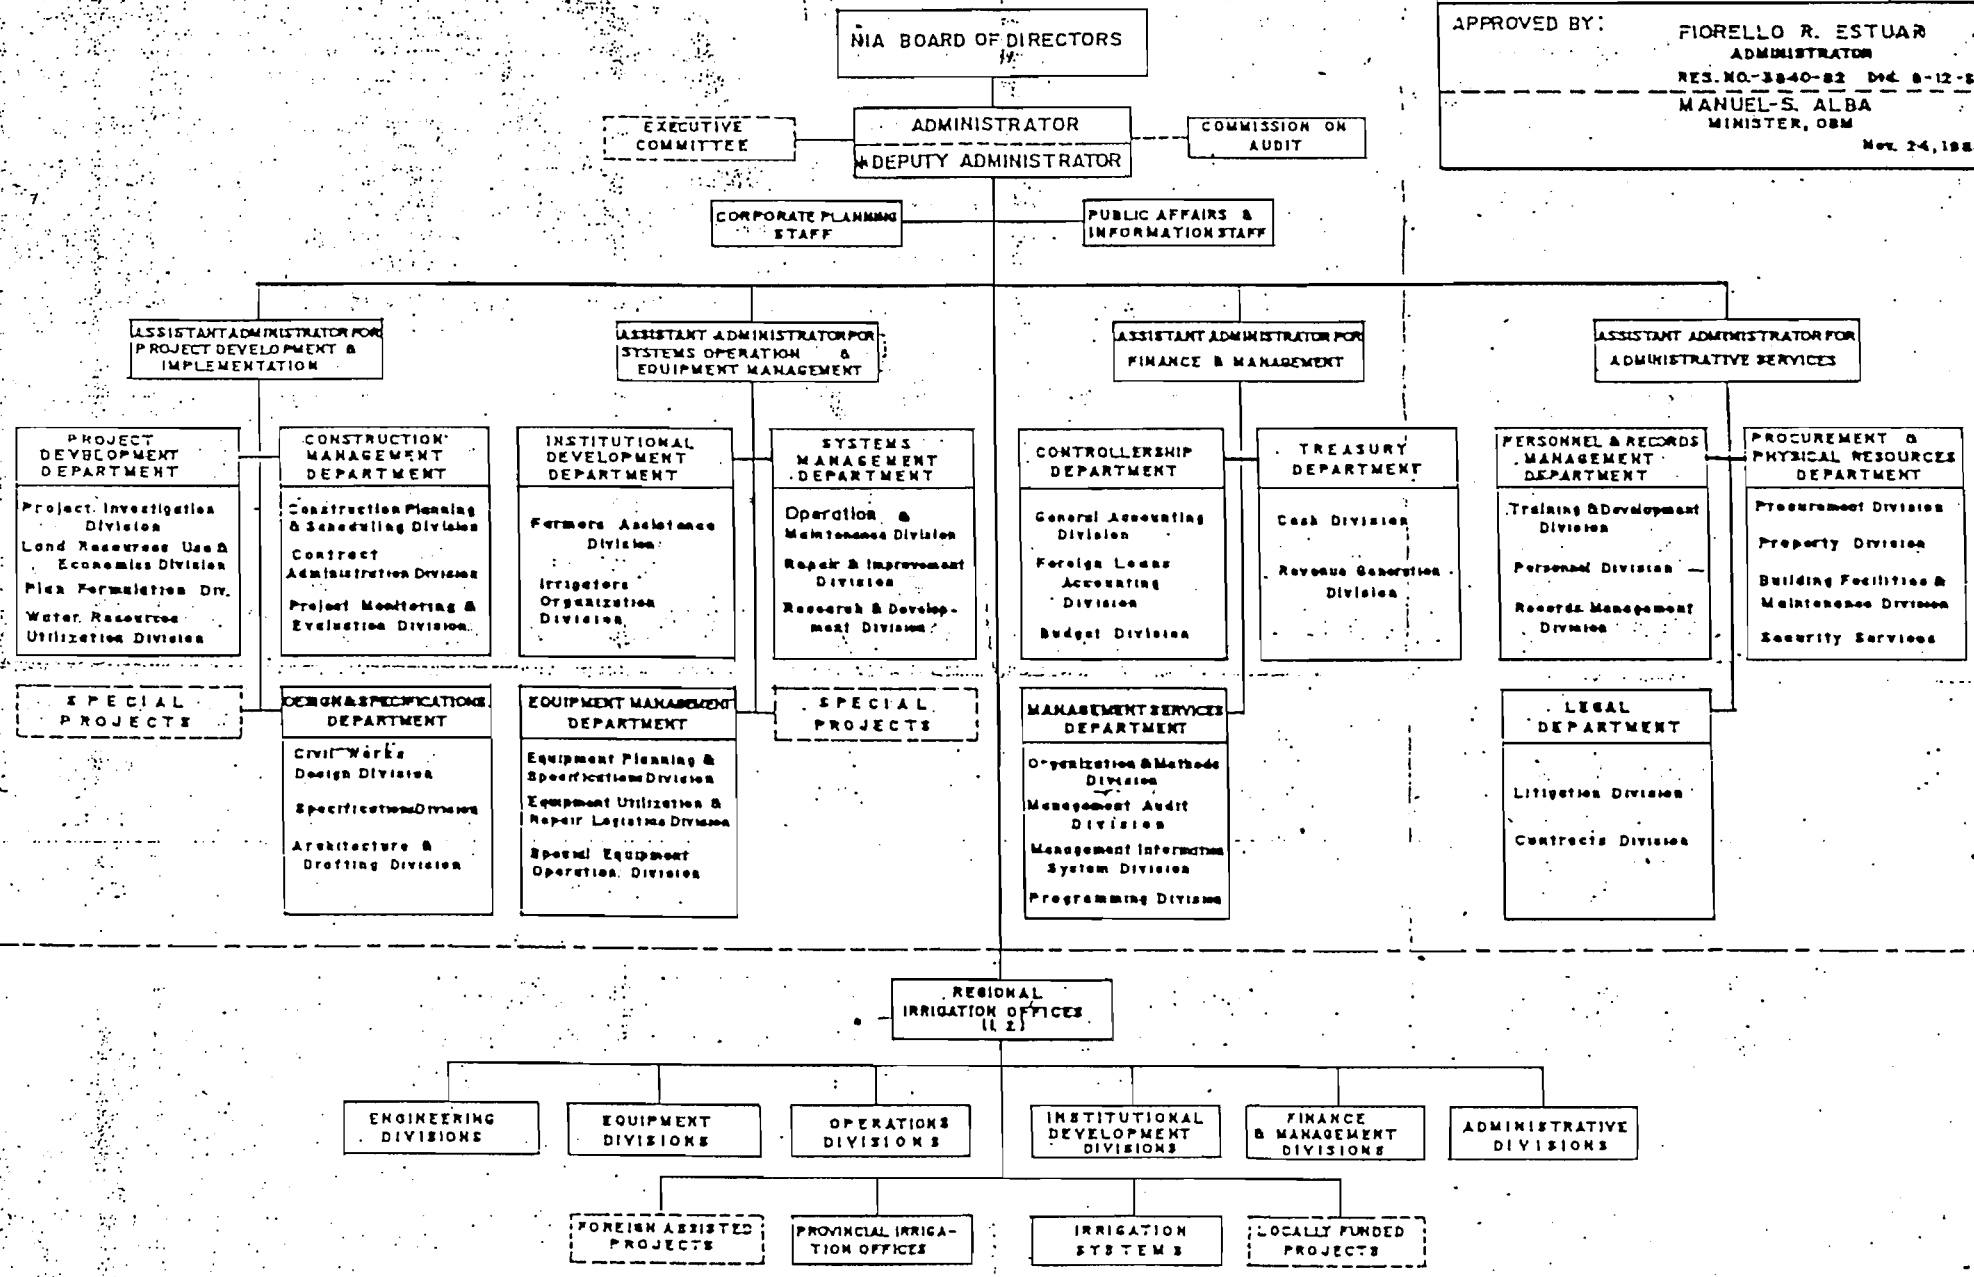 NIA BOARD OF DIRECTORS
APPROVED BY:
FIORELLO R. ESTUAR
ADMINISTRATOR
RES. NO.-3840-82
MANUEL-S. ALBA
MINISTER, OBM
Nov. 24,
EXECUTIVE
COMMITTEE
ADMINISTRATOR
DEPUTY ADMINISTRATOR
COMMISSION ON
AUDIT
CORPORATE PLANNING
STAFF
PUBLIC AFFAIRS &
INFORMATION STAFF
ASSISTANT ADMINISTRATOR FOR
PROJECT DEVELOPMENT &
IMPLEMENTATION
ASSISTANT ADMINISTRATOR FOR
SYSTEMS OPERATION &
EQUIPMENT MANAGEMENT
ASSISTANT ADMINISTRATOR FOR
FINANCE & MANAGEMENT
ASSISTANT ADMINISTRATOR FOR
ADMINISTRATIVE SERVICES
PROJECT
DEVELOPMENT
DEPARTMENT
Project Investigation
Division
Land Resources Use &
Economics Division
Plan Formulation Div.
Water Resources
Utilization Division
CONSTRUCTION
MANAGEMENT
DEPARTMENT
Construction Planning
& Scheduling Division
Contract
Administration Division
Project Monitoring &
Evaluation Division
INSTITUTIONAL
DEVELOPMENT
DEPARTMENT
Farmers Assistance
Division
Irrigators
Organization
Division
SYSTEMS
MANAGEMENT
DEPARTMENT
Operation &
Maintenance Division
Repair & Improvement
Division
Research & Develop-
ment Division
CONTROLLERSHIP
DEPARTMENT
General Accounting
Division
Foreign Loans
Accounting
Division
Budget Division
TREASURY
DEPARTMENT
Cash Division
Revenue Generation
Division
PERSONNEL & RECORDS
MANAGEMENT
DEPARTMENT
Training & Development
Division
Personnel Division
Records Management
Division
PROCUREMENT &
PHYSICAL RESOURCES
DEPARTMENT
Procurement Division
Property Division
Building Facilities &
Maintenance Division
Security Services
SPECIAL
PROJECTS
DESIGN & SPECIFICATIONS
DEPARTMENT
Civil Works
Design Division
Specifications Division
Architecture &
Drafting Division
EQUIPMENT MANAGEMENT
DEPARTMENT
Equipment Planning &
Specifications Division
Equipment Utilization &
Repair Logistics Division
Special Equipment
Operation Division
SPECIAL
PROJECTS
MANAGEMENT SERVICES
DEPARTMENT
Organization & Methods
Division
Management Audit
Division
Management Information
System Division
Programming Division
LEGAL
DEPARTMENT
Litigation Division
Contracts Division
REGIONAL
IRRIGATION OFFICES
ENGINEERING
DIVISIONS
EQUIPMENT
DIVISIONS
OPERATIONS
DIVISIONS
INSTITUTIONAL
DEVELOPMENT
DIVISIONS
FINANCE
& MANAGEMENT
DIVISIONS
ADMINISTRATIVE
DIVISIONS
FOREIGN ASSISTED
PROJECTS
PROVINCIAL IRRIGA-
TION OFFICES
IRRIGATION
SYSTEMS
LOCALLY FUNDED
PROJECTS